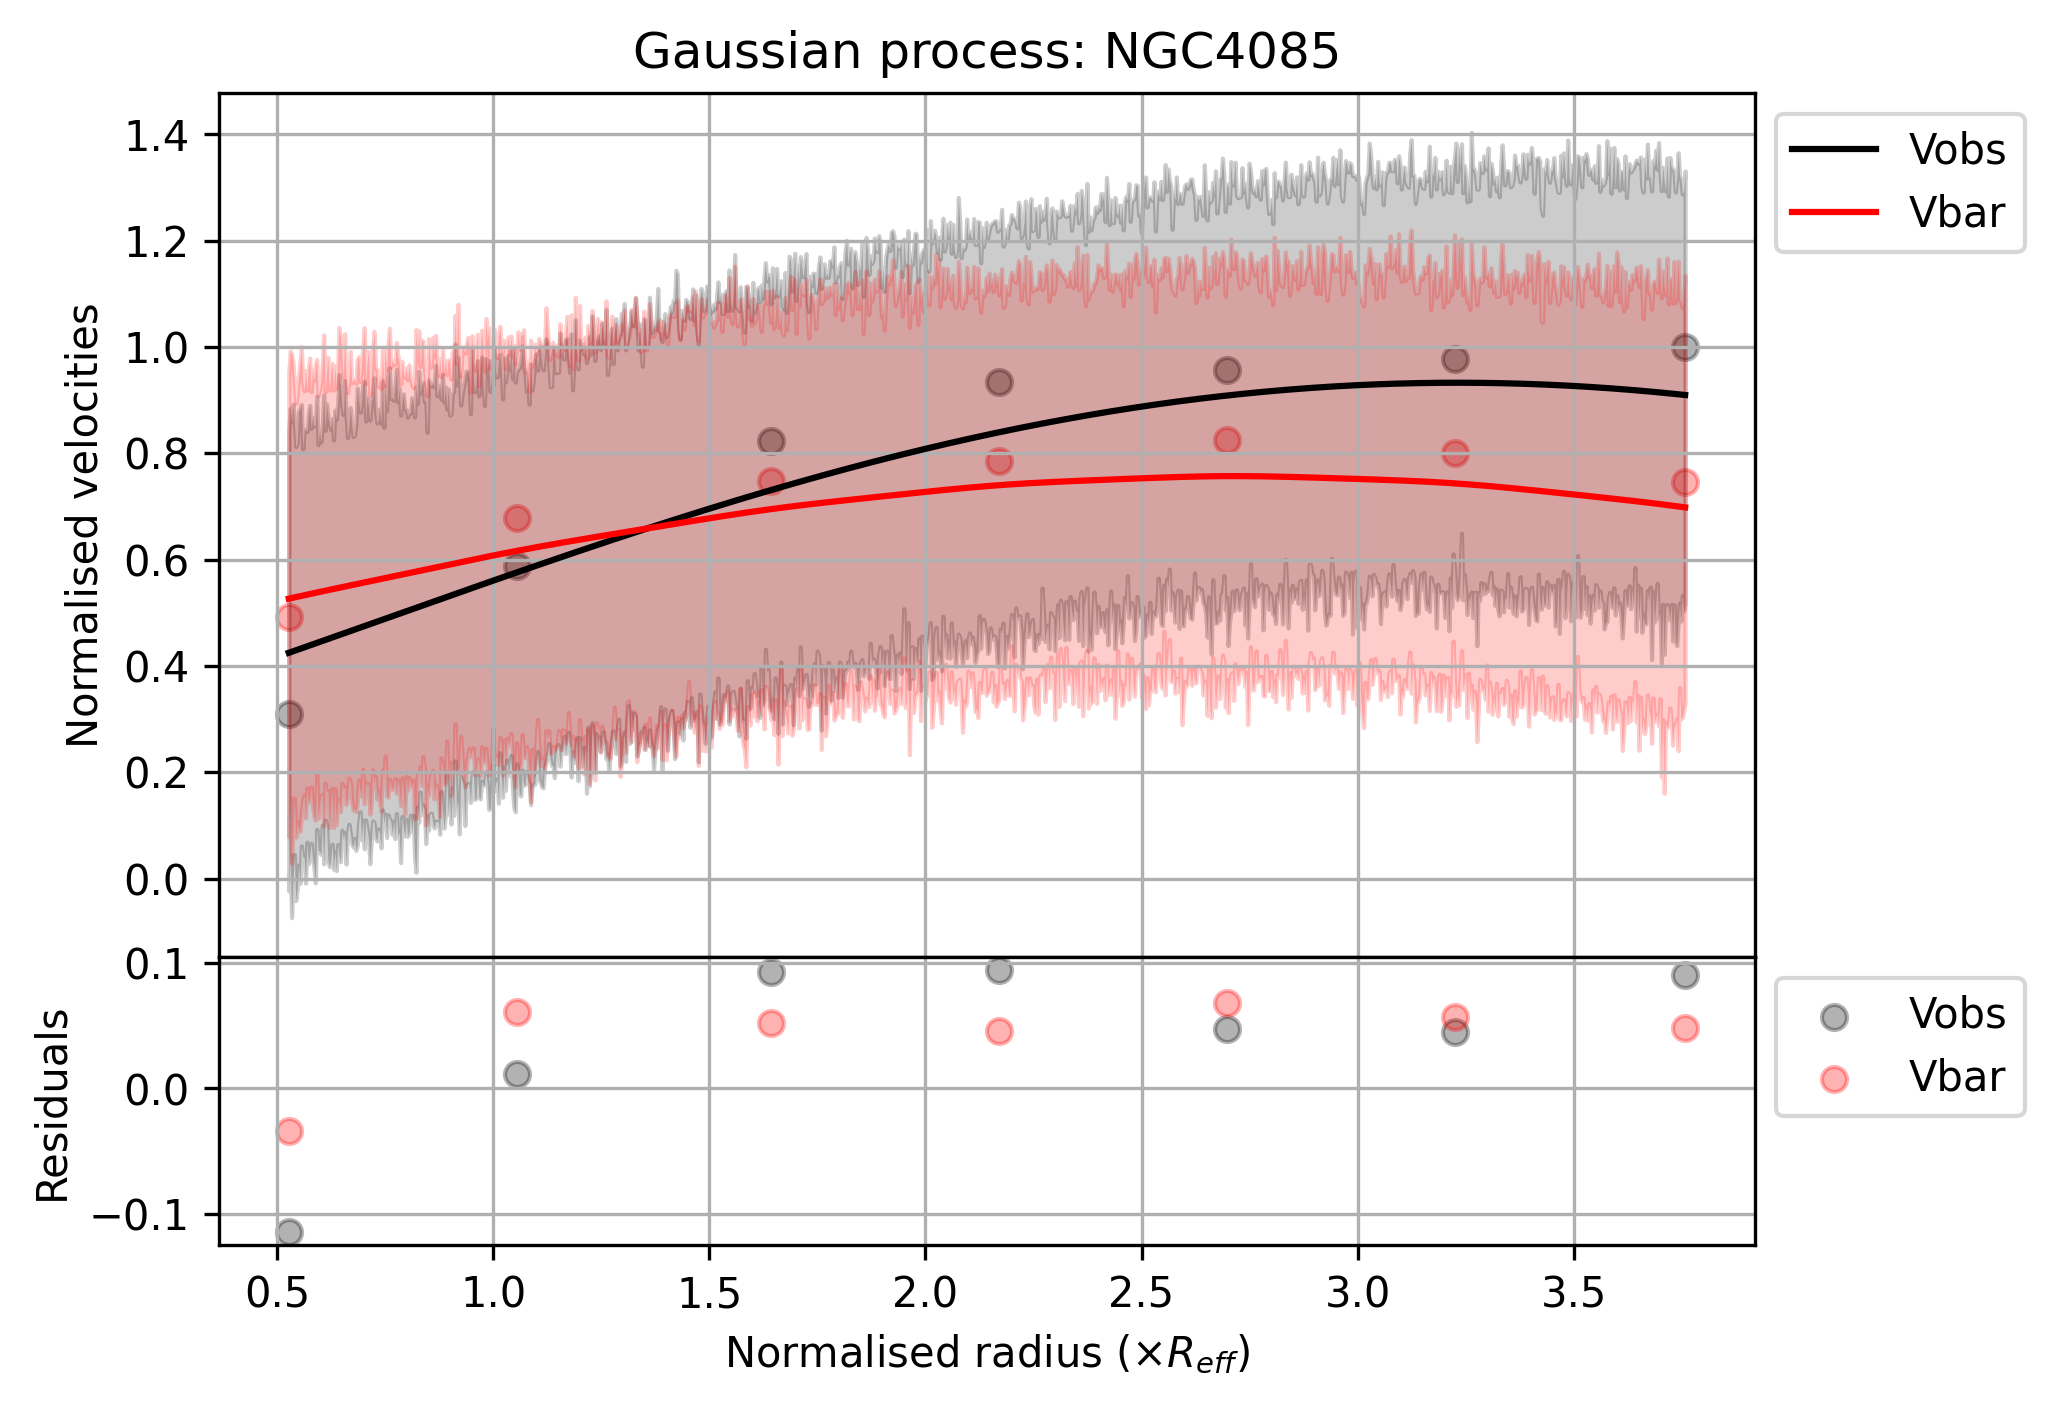 Gaussian process: NGC4085
Normalised velocities
1.4
1.2
1.0
0.8
0.6
0.4
0.2
0.0
Vobs
Vbar
Residuals
0.1
0.0
−0.1
Vobs
Vbar
0.5 1.0 1.5 2.0 2.5 3.0 3.5
Normalised radius (×R_eff)